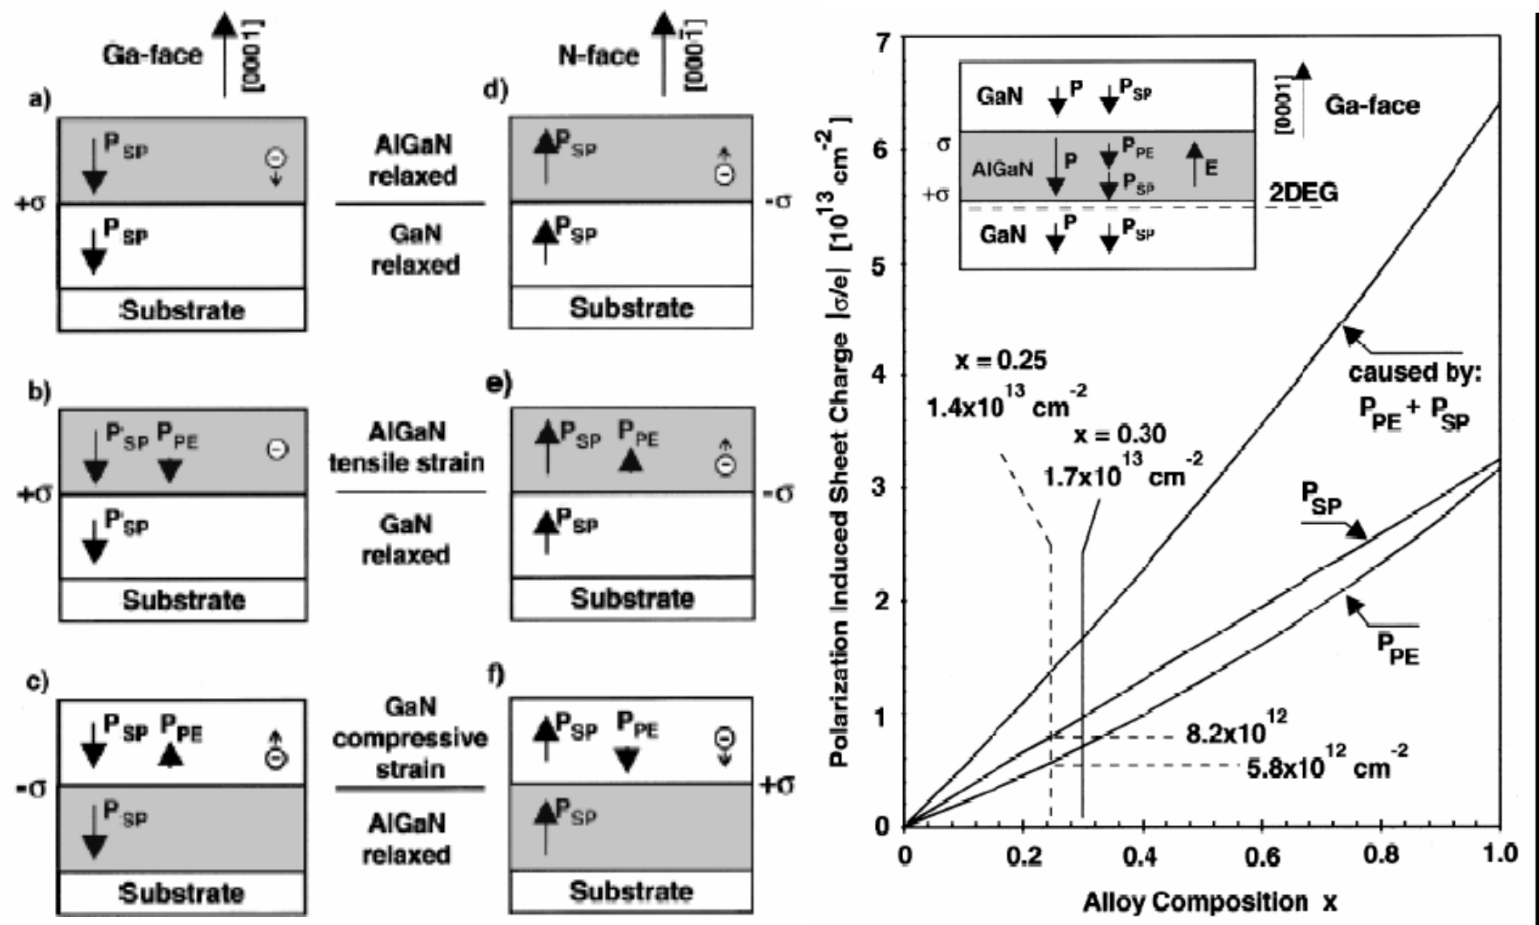 Ga-face
[0001]
N-face
[0001̄]
a)
P SP
AlGaN
relaxed
+σ
P SP
GaN
relaxed
Substrate
d)
P SP
-σ
P SP
Substrate
b)
P SP P PE
AlGaN
tensile strain
+σ
P SP
GaN
relaxed
Substrate
e)
P SP P PE
-σ
P SP
Substrate
c)
P SP P PE
GaN
compressive
strain
-σ
P SP
AlGaN
relaxed
Substrate
f)
P SP P PE
+σ
P SP
Substrate
Polarization Induced Sheet Charge |σ/e| [10^13 cm^-2]
7
6
5
4
3
2
1
0
GaN P P SP
[0001] Ga-face
-σ
AlGaN P P PE P SP E
+σ
2DEG
GaN P P SP
x = 0.25
1.4x10^13 cm^-2
x = 0.30
1.7x10^13 cm^-2
caused by:
P PE + P SP
P SP
P PE
8.2x10^12
5.8x10^12 cm^-2
0 0.2 0.4 0.6 0.8 1.0
Alloy Composition x